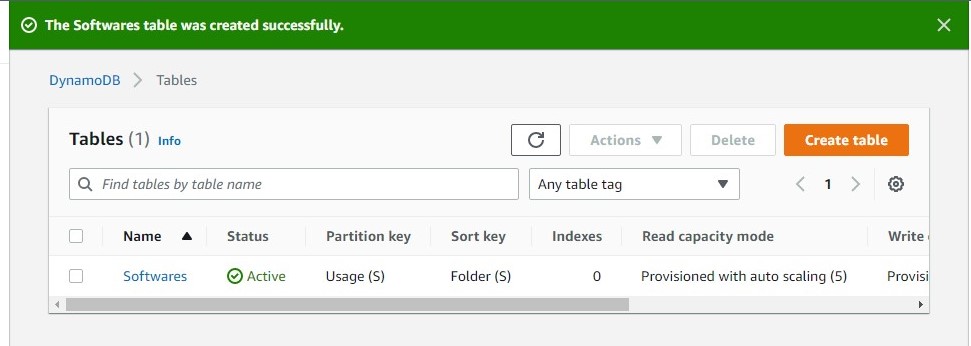 The Softwares table was created successfully.
DynamoDB Tables
Tables (1) Info Actions Delete Create table
Find tables by table name Any table tag 1
Name Status Partition key Sort key Indexes Read capacity mode Write
Softwares Active Usage (S) Folder (S) 0 Provisioned with auto scaling (5) Provisi